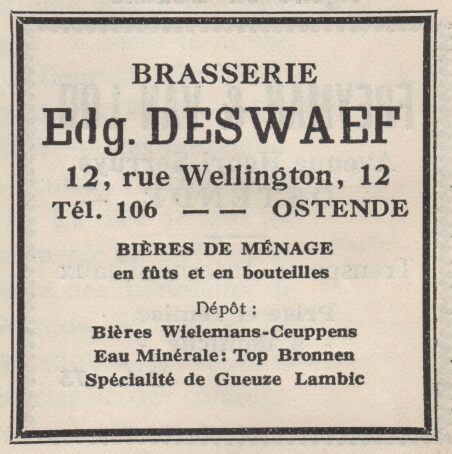 BRASSERIE
Edg. DESWAEF
12, rue Wellington, 12
Tél. 106 — — OSTENDE
BIÈRES DE MÉNAGE
en fûts et en bouteilles
Dépôt:
Bières Wielemans-Ceuppens
Eau Minérale: Top Bronnen
Spécialité de Gueuze Lambic